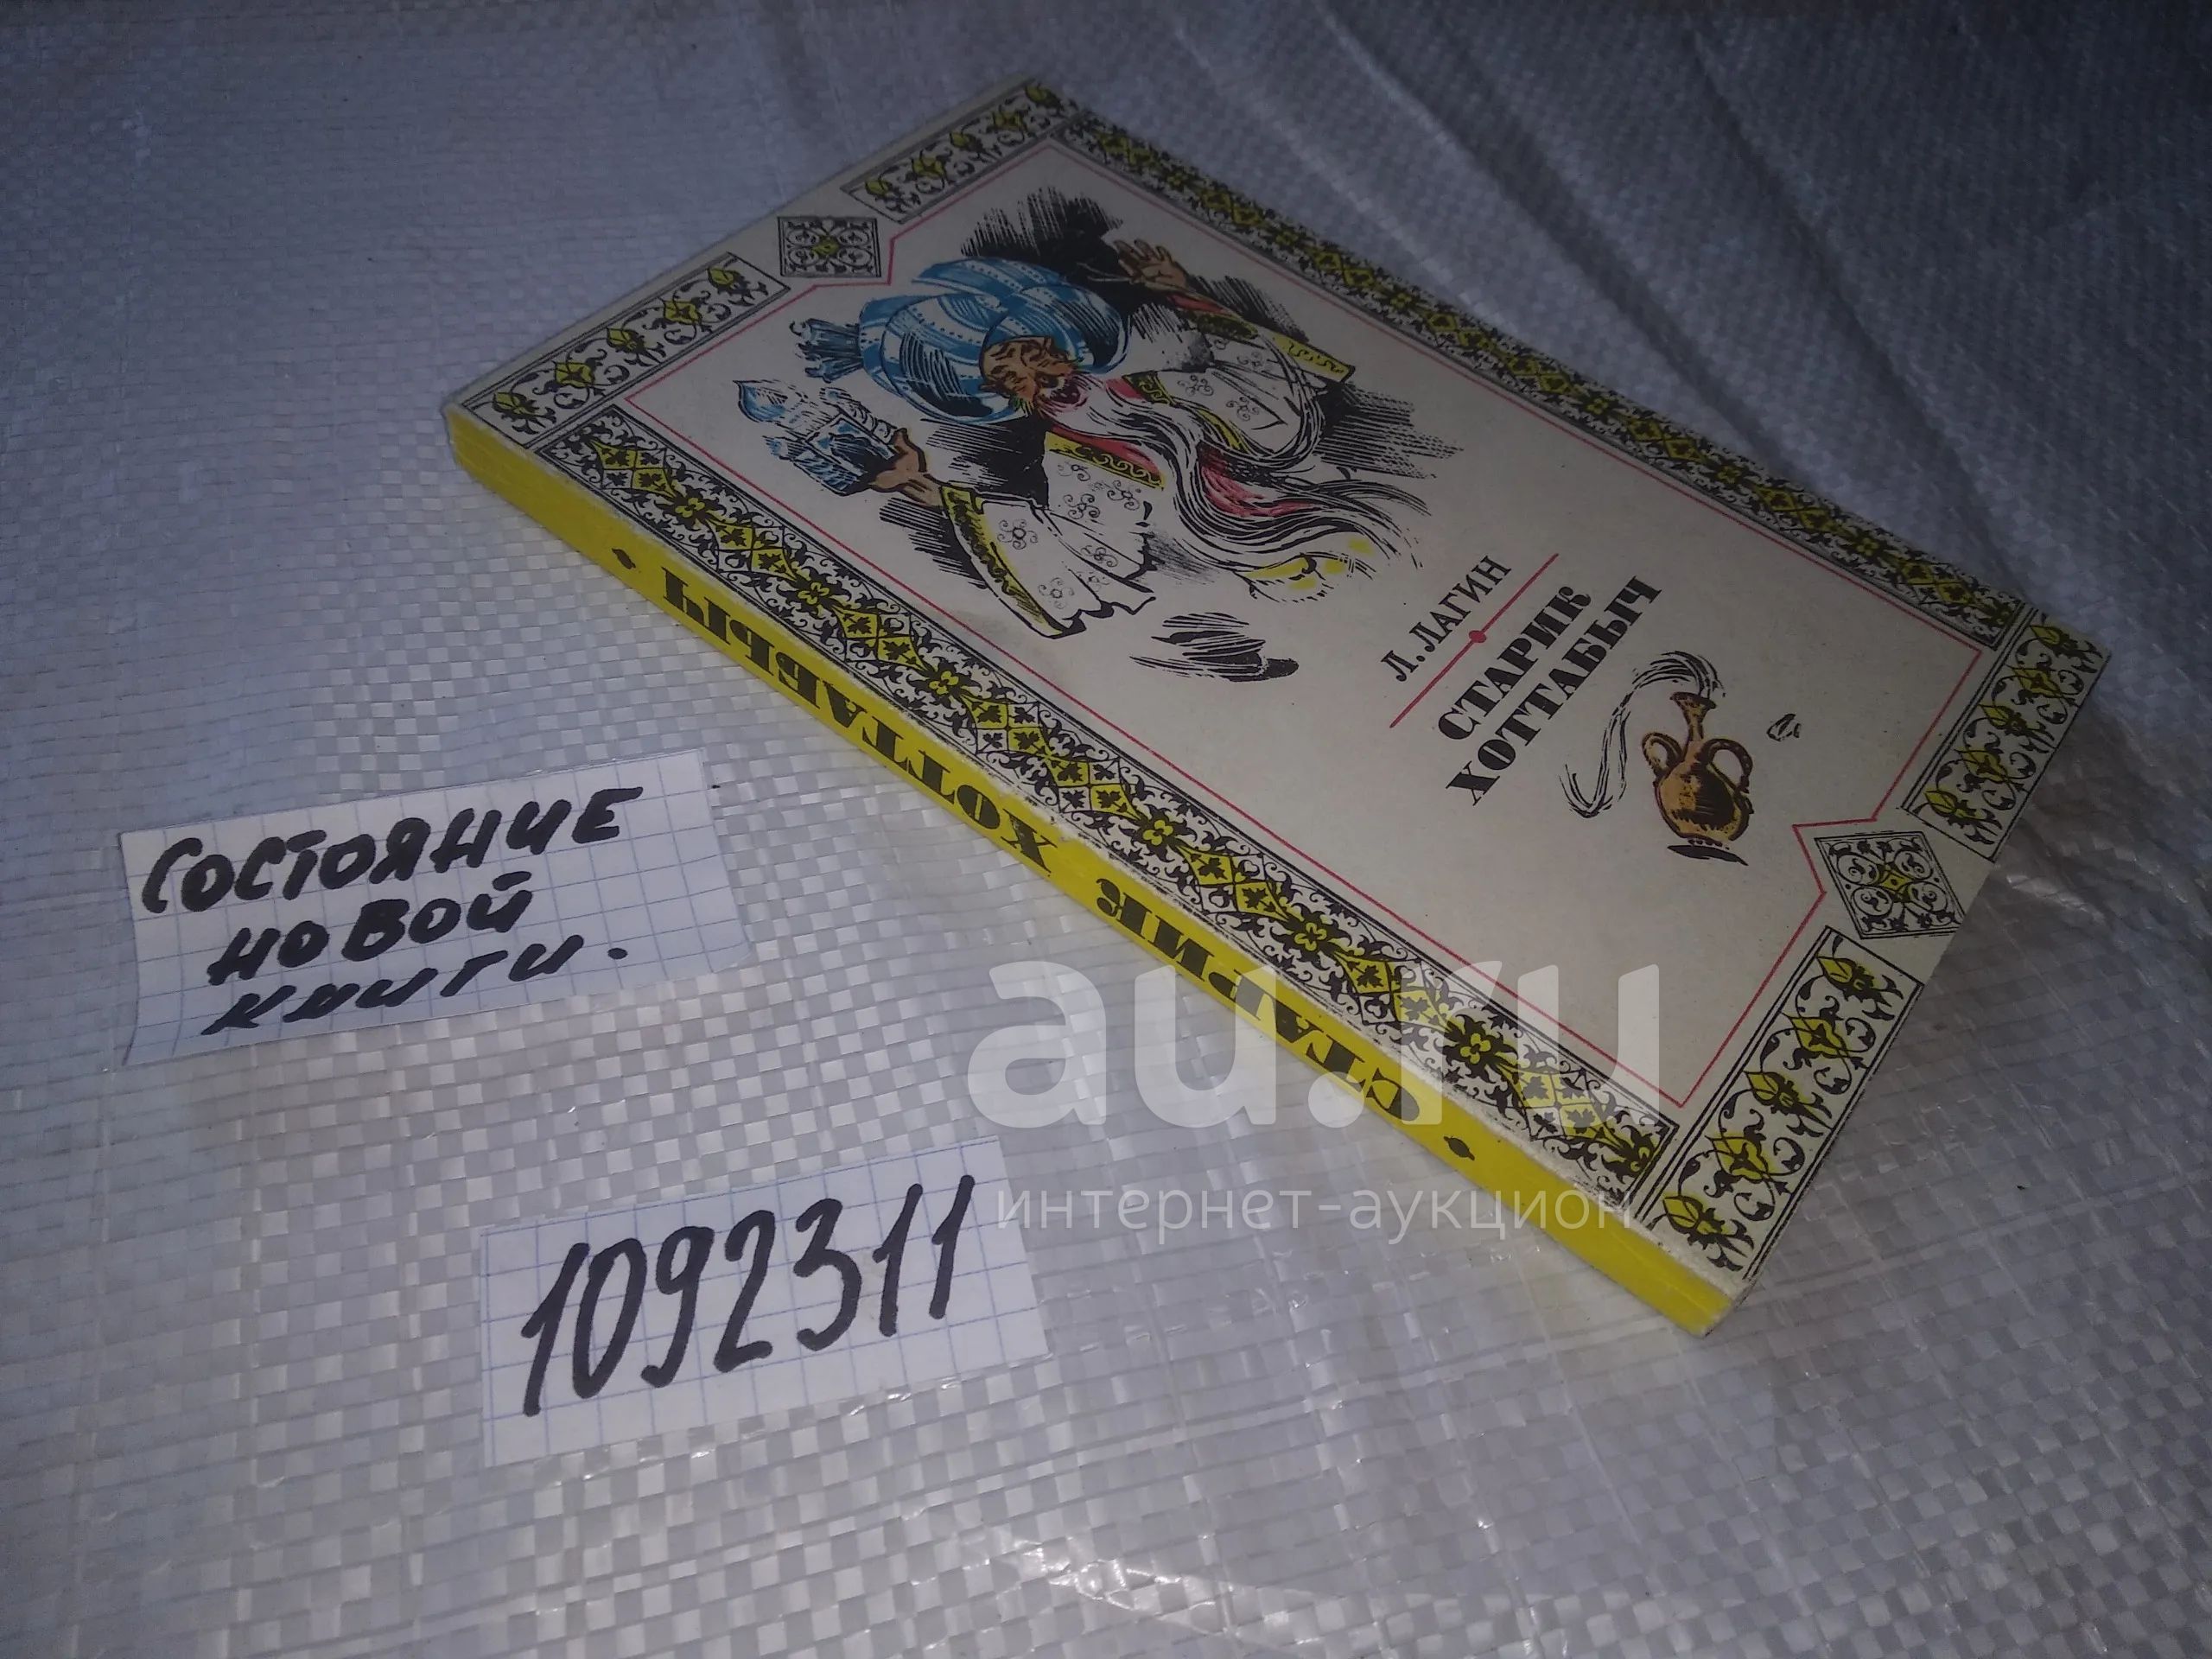 Л. ЛАГИН
СТАРИК
ХОТТАБЫЧ
СТАРИК ХОТТАБЫЧ
СОСТОЯНИЕ
НОВОЙ
КНИГИ.
1092311
au.ru
интернет-аукцион